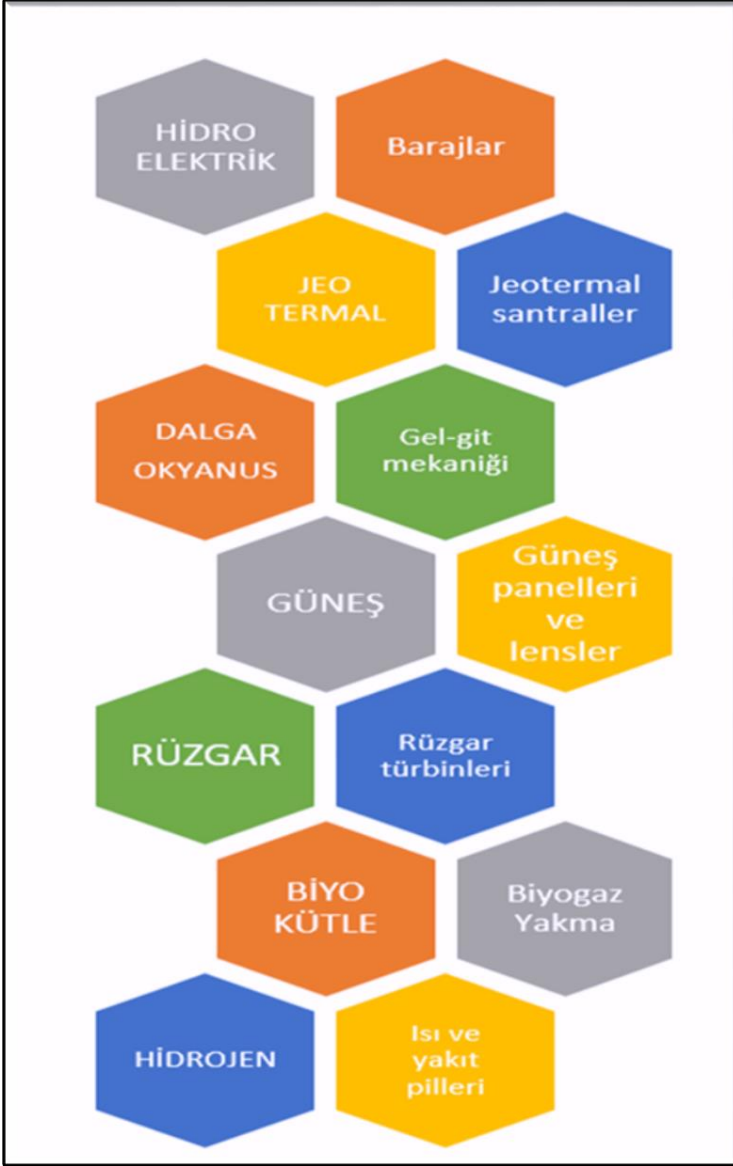 HİDRO
ELEKTRİK
Barajlar
JEO
TERMAL
Jeotermal
santraller
DALGA
OKYANUS
Gel-git
mekaniği
GÜNEŞ
Güneş
panelleri
ve
lensler
RÜZGAR
Rüzgar
türbinleri
BİYO
KÜTLE
Biyogaz
Yakma
HİDROJEN
Isı ve
yakıt
pilleri